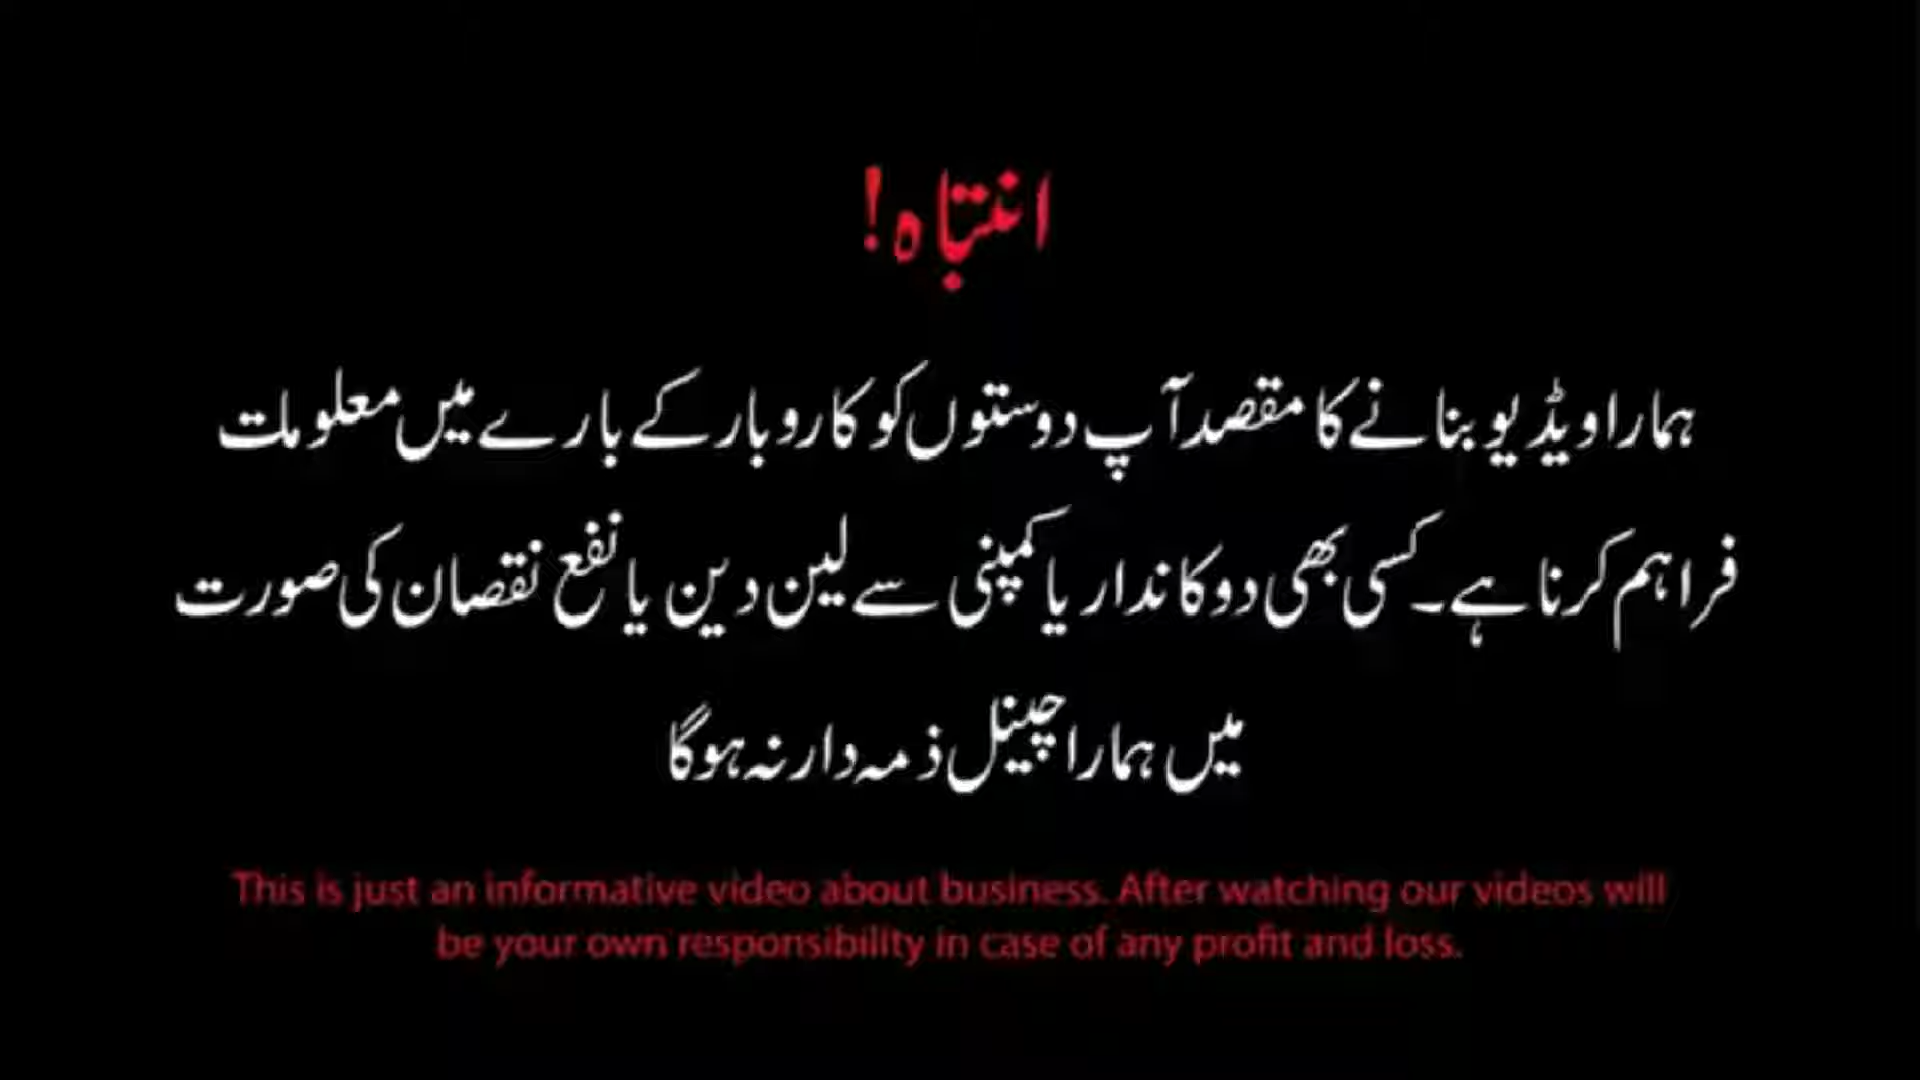 انتباہ!
ہمارا ویڈیو بنانے کا مقصد آپ دوستوں کو کاروبار کے بارے میں معلومات
فراہم کرنا ہے۔ کسی بھی دوکاندار یا کمپنی سے لین دین یا نفع نقصان کی صورت
میں ہمارا چینل ذمہ دار نہ ہوگا
This is just an informative video about business. After watching our videos will
be your own responsibility in case of any profit and loss.